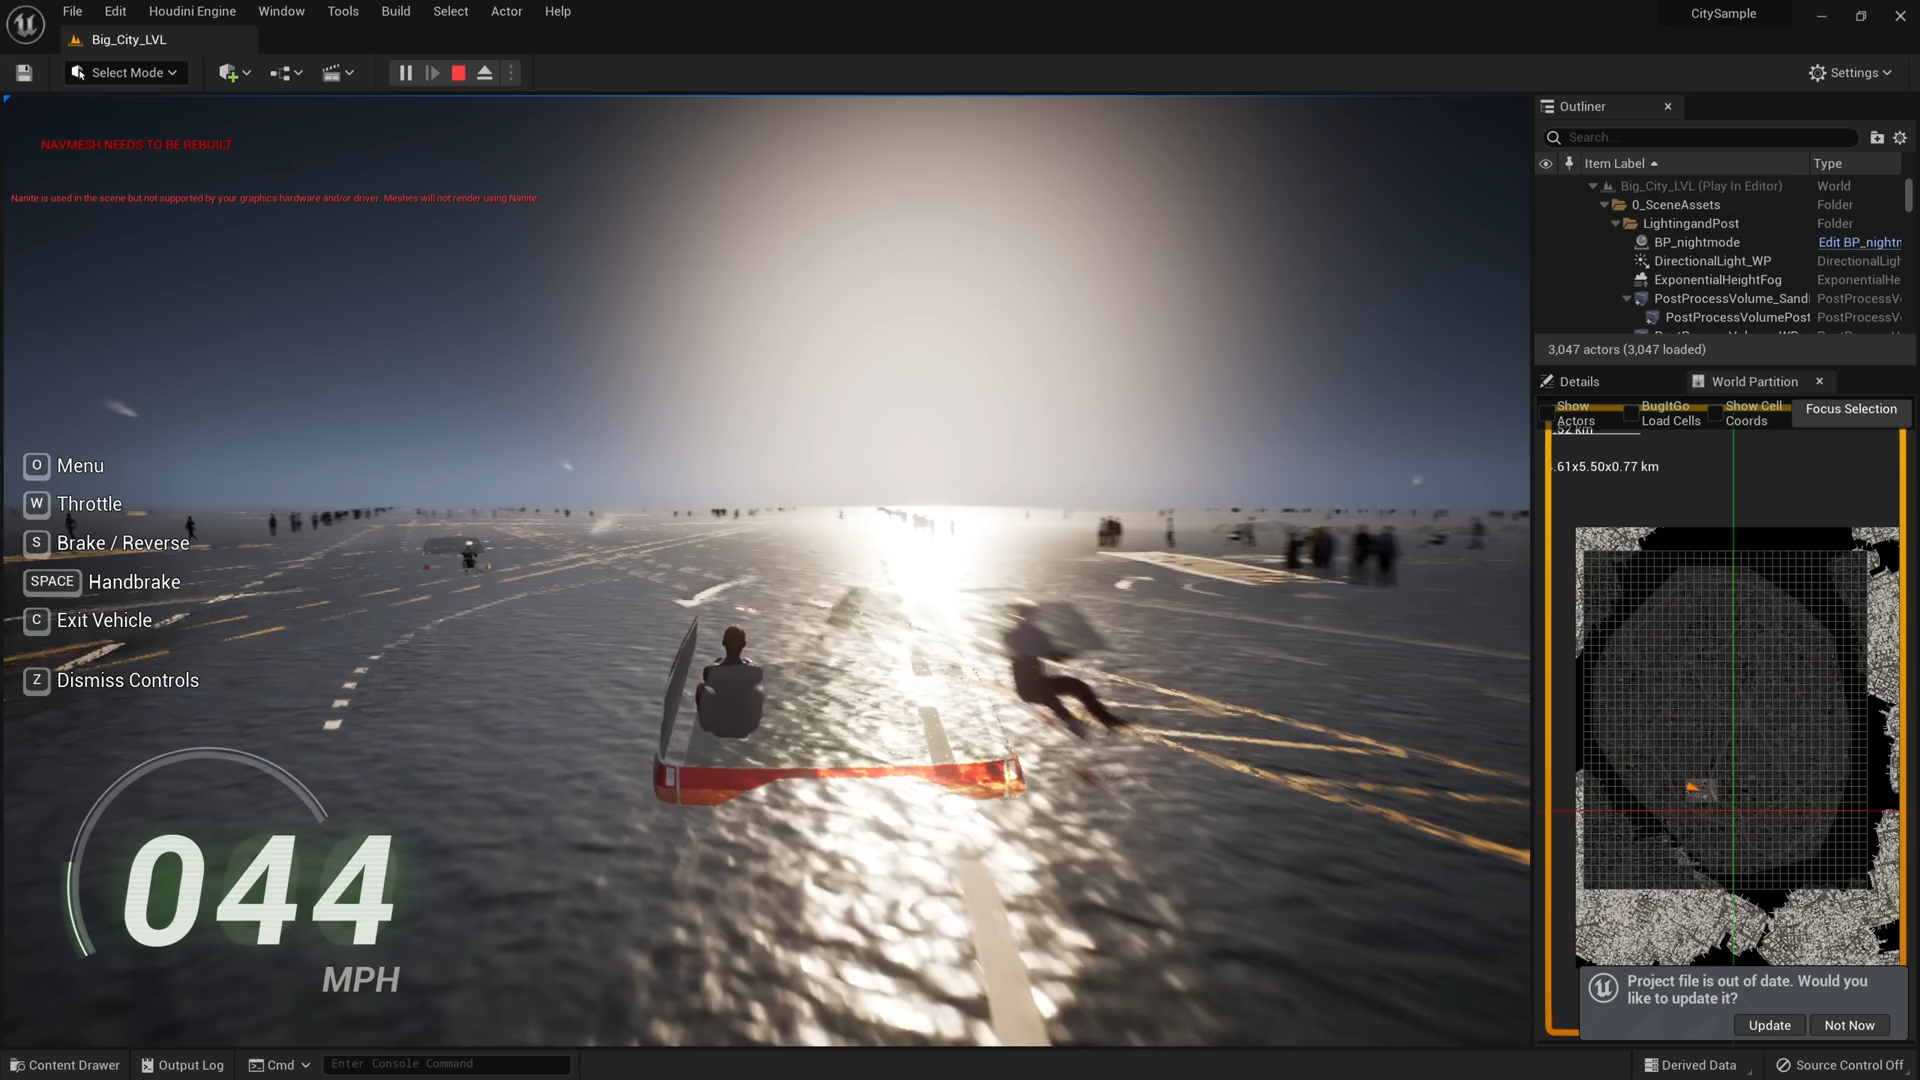 File Edit Houdini Engine Window Tools Build Select Actor Help
CitySample
Big_City_LVL
Select Mode
Settings
NAVMESH NEEDS TO BE REBUILT
Nanite is used in the scene but not supported by your graphics hardware and/or driver. Meshes will not render using Nanite.
O Menu
W Throttle
S Brake / Reverse
SPACE Handbrake
C Exit Vehicle
Z Dismiss Controls
044
MPH
Outliner
Search...
Item Label Type
Big_City_LVL (Play In Editor) World
0_SceneAssets Folder
LightingandPost Folder
BP_nightmode Edit BP_nightn
DirectionalLight_WP DirectionalLigh
ExponentialHeightFog ExponentialHe
PostProcessVolume_Sand PostProcessV
PostProcessVolumePost PostProcessV
3,047 actors (3,047 loaded)
Details World Partition
Show Actors BugItGo Load Cells Show Cell Coords Focus Selection
.52 km
.61x5.50x0.77 km
Project file is out of date. Would you
like to update it?
Update Not Now
Content Drawer Output Log Cmd Enter Console Command Derived Data Source Control Off